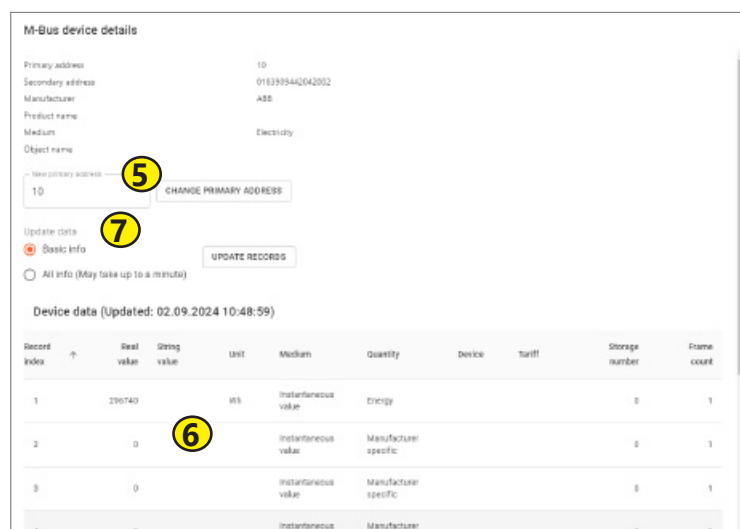 M-Bus device details
Primary address 10
Secondary address 0163909442042002
Manufacturer ABB
Product name
Medium Electricity
Object name
New primary address
5
10 CHANGE PRIMARY ADDRESS
Update data
7
Basic info
UPDATE RECORDS
All info (May take up to a minute)
Device data (Updated: 02.09.2024 10:48:59)
Record index Real value String value Unit Medium Quantity Device Tariff Storage number Frame count
1 296740 Wh Instantaneous value Energy 0 1
6
2 0 Instantaneous value Manufacturer specific 0 1
3 0 Instantaneous value Manufacturer specific 0 1
Instantaneous Manufacturer